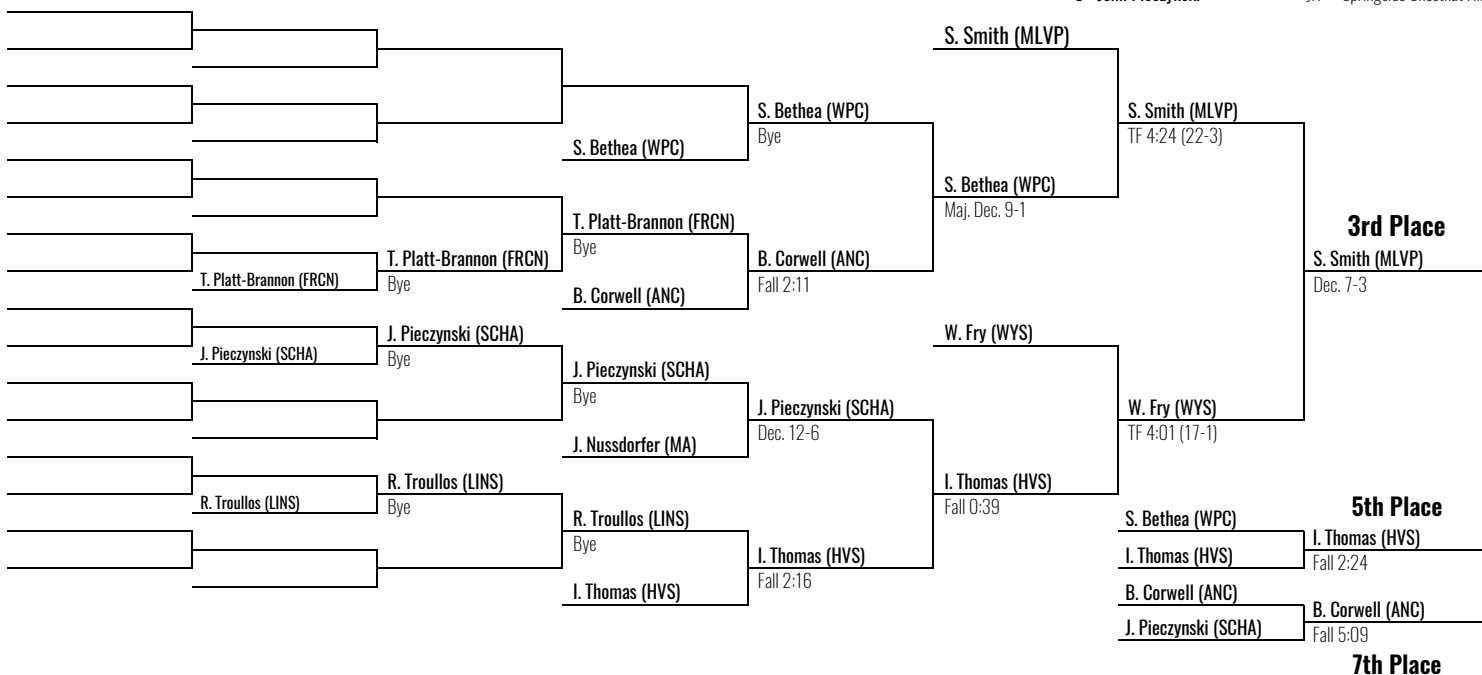 S. Smith (MLVP)
S. Bethea (WPC)
S. Smith (MLVP)
Bye
TF 4:24 (22-3)
S. Bethea (WPC)
S. Bethea (WPC)
Maj. Dec. 9-1
T. Platt-Brannon (FRCN)
3rd Place
Bye
T. Platt-Brannon (FRCN)
B. Corwell (ANC)
S. Smith (MLVP)
T. Platt-Brannon (FRCN)
Bye
Fall 2:11
Dec. 7-3
B. Corwell (ANC)
J. Pieczynski (SCHA)
W. Fry (WYS)
J. Pieczynski (SCHA)
Bye
J. Pieczynski (SCHA)
Bye
J. Pieczynski (SCHA)
W. Fry (WYS)
Dec. 12-6
TF 4:01 (17-1)
J. Nussdorfer (MA)
R. Troullos (LINS)
I. Thomas (HVS)
R. Troullos (LINS)
Bye
Fall 0:39
5th Place
R. Troullos (LINS)
S. Bethea (WPC)
Bye
I. Thomas (HVS)
I. Thomas (HVS)
I. Thomas (HVS)
Fall 2:24
Fall 2:16
I. Thomas (HVS)
B. Corwell (ANC)
B. Corwell (ANC)
J. Pieczynski (SCHA)
Fall 5:09
7th Place